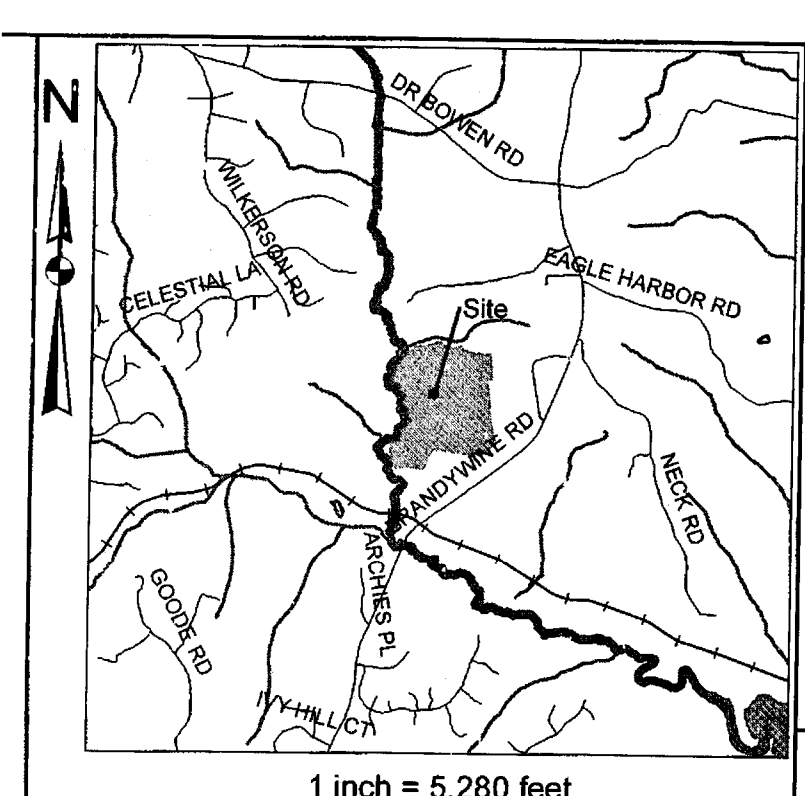 N
DR BOWEN RD
WILKERSON RD
EAGLE HARBOR RD
CELESTIAL LA
Site
RANDYWINE RD
NECK RD
ARCHIES PL
GOODE RD
IVY HILL CT
1 inch = 5,280 feet